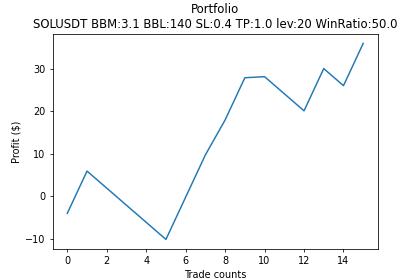 Portfolio
SOLUSDT BBM:3.1 BBL:140 SL:0.4 TP:1.0 lev:20 WinRatio:50.0
30
20
10
0
−10
Profit ($)
0 2 4 6 8 10 12 14
Trade counts